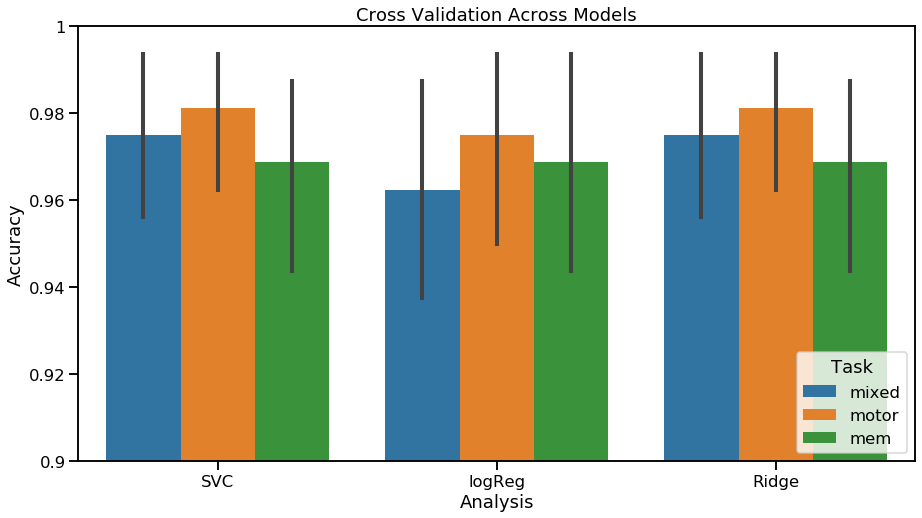 Cross Validation Across Models
Accuracy
1
0.98
0.96
0.94
0.92
0.9
SVC
logReg
Ridge
Analysis
Task
mixed
motor
mem